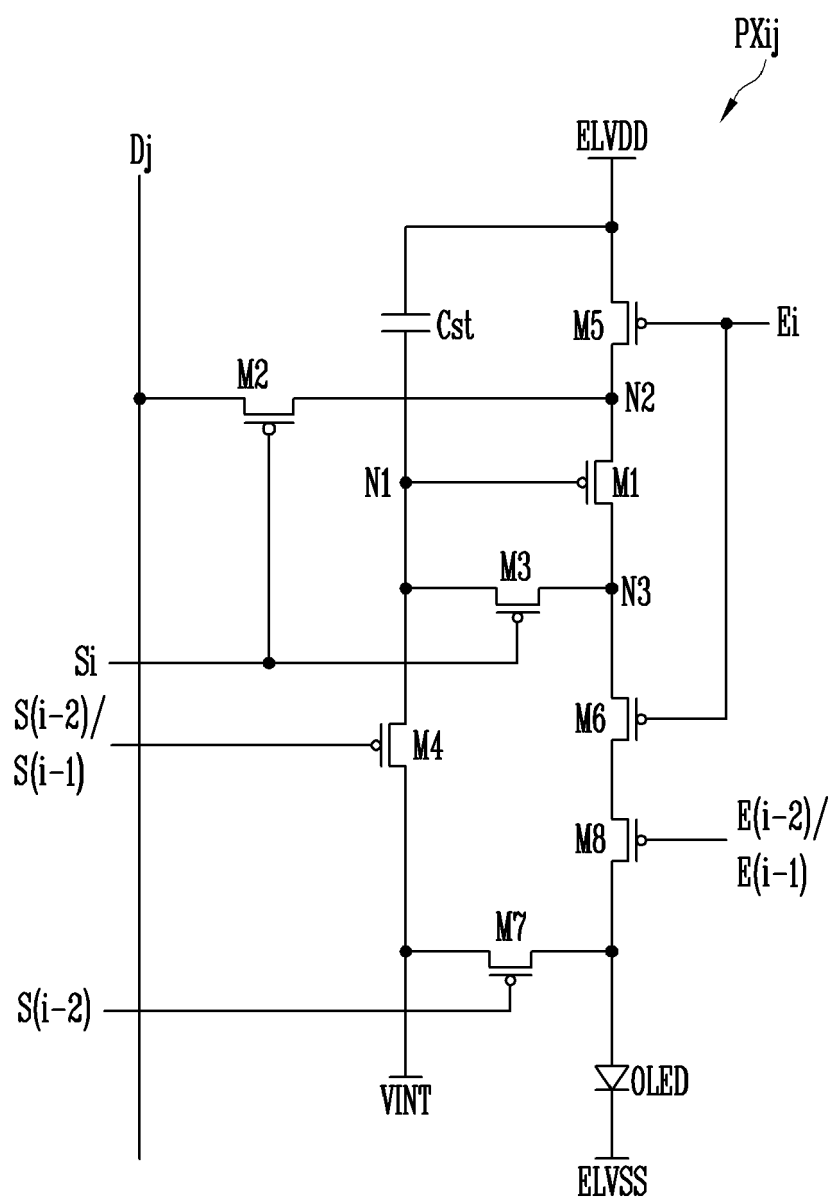 PXij
Dj
ELVDD
Cst
M5
Ei
M2
N2
N1
M1
M3
N3
Si
S(i-2)/
S(i-1)
M4
M6
M8
E(i-2)/
E(i-1)
M7
S(i-2)
VINT
OLED
ELVSS